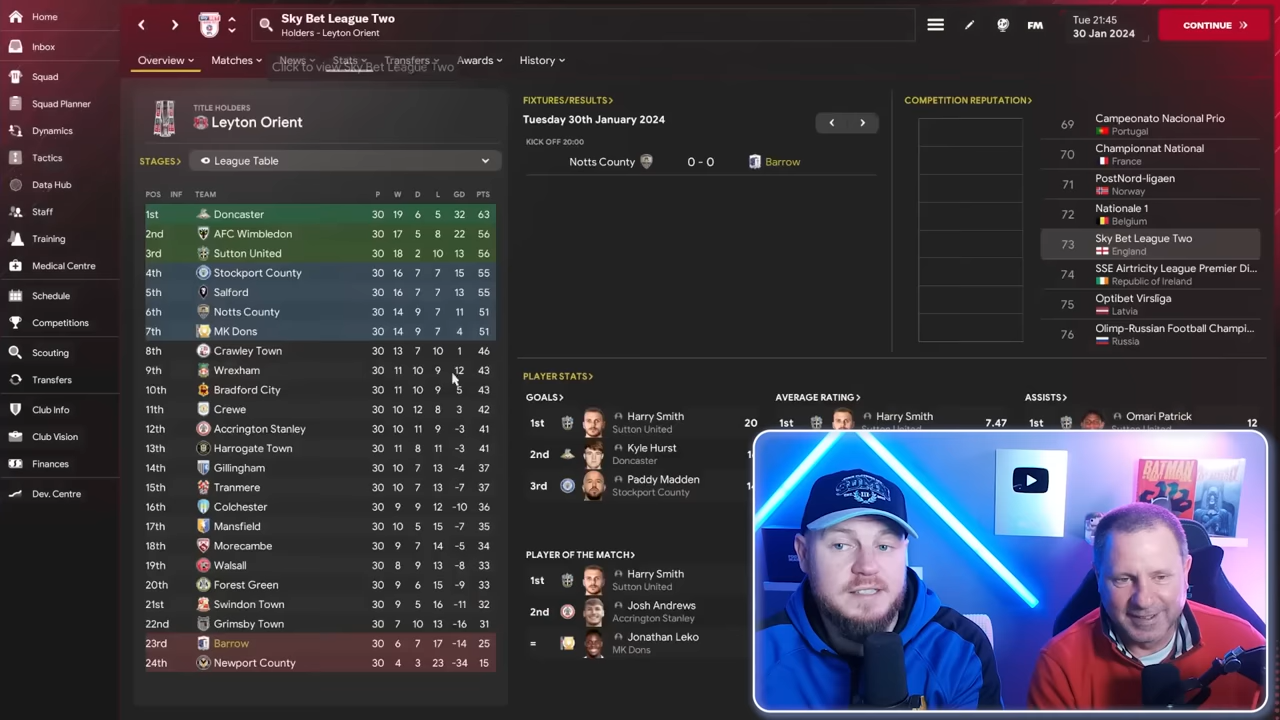 Home
Inbox
Squad
Squad Planner
Dynamics
Tactics
Data Hub
Staff
Training
Medical Centre
Schedule
Competitions
Scouting
Transfers
Club Info
Club Vision
Finances
Dev. Centre
Sky Bet League Two
Holders - Leyton Orient
FM
Tue 21:45
30 Jan 2024
CONTINUE
Overview Matches News Stats Transfers Awards History
Click to view Sky Bet League Two
TITLE HOLDERS
Leyton Orient
STAGES> League Table
POS INF TEAM P W D L GD PTS
1st Doncaster 30 19 6 5 32 63
2nd AFC Wimbledon 30 17 5 8 22 56
3rd Sutton United 30 18 2 10 13 56
4th Stockport County 30 16 7 7 15 55
5th Salford 30 16 7 7 13 55
6th Notts County 30 14 9 7 11 51
7th MK Dons 30 14 9 7 4 51
8th Crawley Town 30 13 7 10 1 46
9th Wrexham 30 11 10 9 12 43
10th Bradford City 30 11 10 9 5 43
11th Crewe 30 10 12 8 3 42
12th Accrington Stanley 30 10 11 9 -3 41
13th Harrogate Town 30 11 8 11 -3 41
14th Gillingham 30 10 7 13 -4 37
15th Tranmere 30 10 7 13 -7 37
16th Colchester 30 9 9 12 -10 36
17th Mansfield 30 10 5 15 -7 35
18th Morecambe 30 9 7 14 -5 34
19th Walsall 30 8 9 13 -8 33
20th Forest Green 30 9 6 15 -9 33
21st Swindon Town 30 9 5 16 -11 32
22nd Grimsby Town 30 7 10 13 -16 31
23rd Barrow 30 6 7 17 -14 25
24th Newport County 30 4 3 23 -34 15
FIXTURES/RESULTS>
Tuesday 30th January 2024
KICK OFF 20:00
Notts County 0 - 0 Barrow
COMPETITION REPUTATION>
69 Campeonato Nacional Prio
Portugal
70 Championnat National
France
71 PostNord-ligaen
Norway
72 Nationale 1
Belgium
73 Sky Bet League Two
England
74 SSE Airtricity League Premier Di...
Republic of Ireland
75 Optibet Virsliga
Latvia
76 Olimp-Russian Football Champi...
Russia
PLAYER STATS>
GOALS>
1st Harry Smith 20
Sutton United
2nd Kyle Hurst
Doncaster
3rd Paddy Madden
Stockport County
AVERAGE RATING>
1st Harry Smith 7.47
Sutton United
ASSISTS>
1st Omari Patrick 12
PLAYER OF THE MATCH>
1st Harry Smith
Sutton United
2nd Josh Andrews
Accrington Stanley
= Jonathan Leko
MK Dons
BATMAN